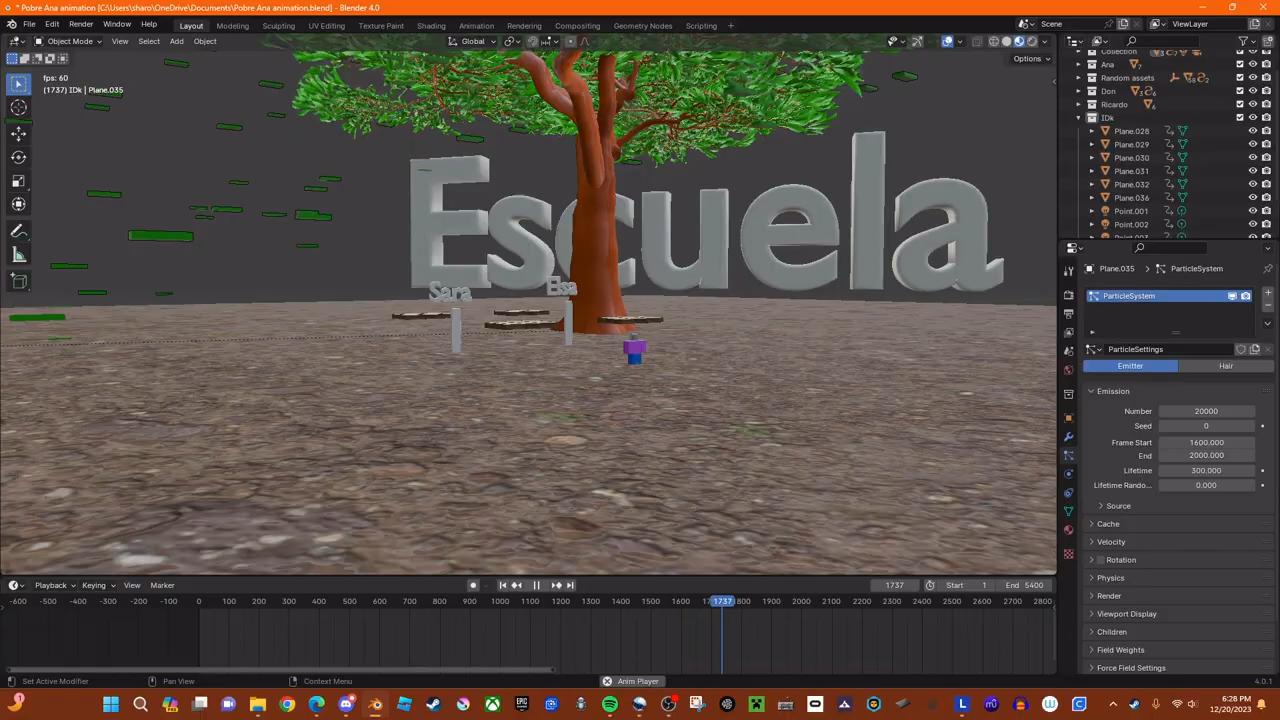 * Pobre Ana animation [C:\Users\sharo\OneDrive\Documents\Pobre Ana animation.blend] - Blender 4.0
File Edit Render Window Help Layout Modeling Sculpting UV Editing Texture Paint Shading Animation Rendering Compositing Geometry Nodes Scripting + Scene ViewLayer
Object Mode View Select Add Object Global
Options
fps: 60
(1737) IDk | Plane.035
Escuela
Sara
Collection
Ana 7
Random assets
Don
Ricardo
IDk
Plane.028
Plane.029
Plane.030
Plane.031
Plane.032
Plane.036
Point.001
Point.002
Plane.035 > ParticleSystem
ParticleSystem
ParticleSettings
Emitter Hair
Emission
Number 20000
Seed 0
Frame Start 1600.000
End 2000.000
Lifetime 300.000
Lifetime Rando... 0.000
Source
Cache
Velocity
Rotation
Physics
Render
Viewport Display
Children
Field Weights
Force Field Settings
Playback Keying View Marker 1737 Start 1 End 5400
-600 -500 -400 -300 -200 -100 0 100 200 300 400 500 600 700 800 900 1000 1100 1200 1300 1400 1500 1600 1737 1900 2000 2100 2200 2300 2400 2500 2600 2700 2800
Set Active Modifier Pan View Context Menu Anim Player 4.0.1
6:28 PM
12/20/2023